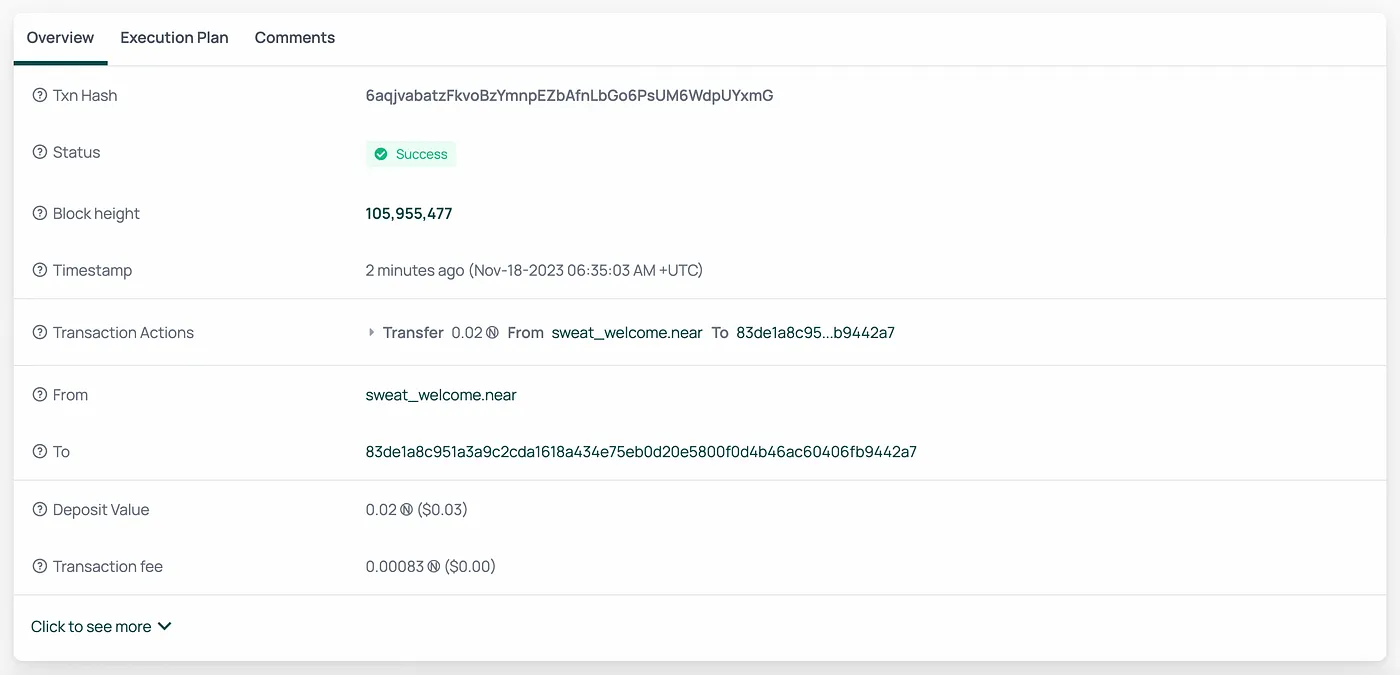 Overview Execution Plan Comments
Txn Hash 6aqjvabatzFkvoBzYmnpEZbAfnLbGo6PsUM6WdpUYxmG
Status Success
Block height 105,955,477
Timestamp 2 minutes ago (Nov-18-2023 06:35:03 AM +UTC)
Transaction Actions Transfer 0.02 Ⓝ From sweat_welcome.near To 83de1a8c95...b9442a7
From sweat_welcome.near
To 83de1a8c951a3a9c2cda1618a434e75eb0d20e5800f0d4b46ac60406fb9442a7
Deposit Value 0.02 Ⓝ ($0.03)
Transaction fee 0.00083 Ⓝ ($0.00)
Click to see more